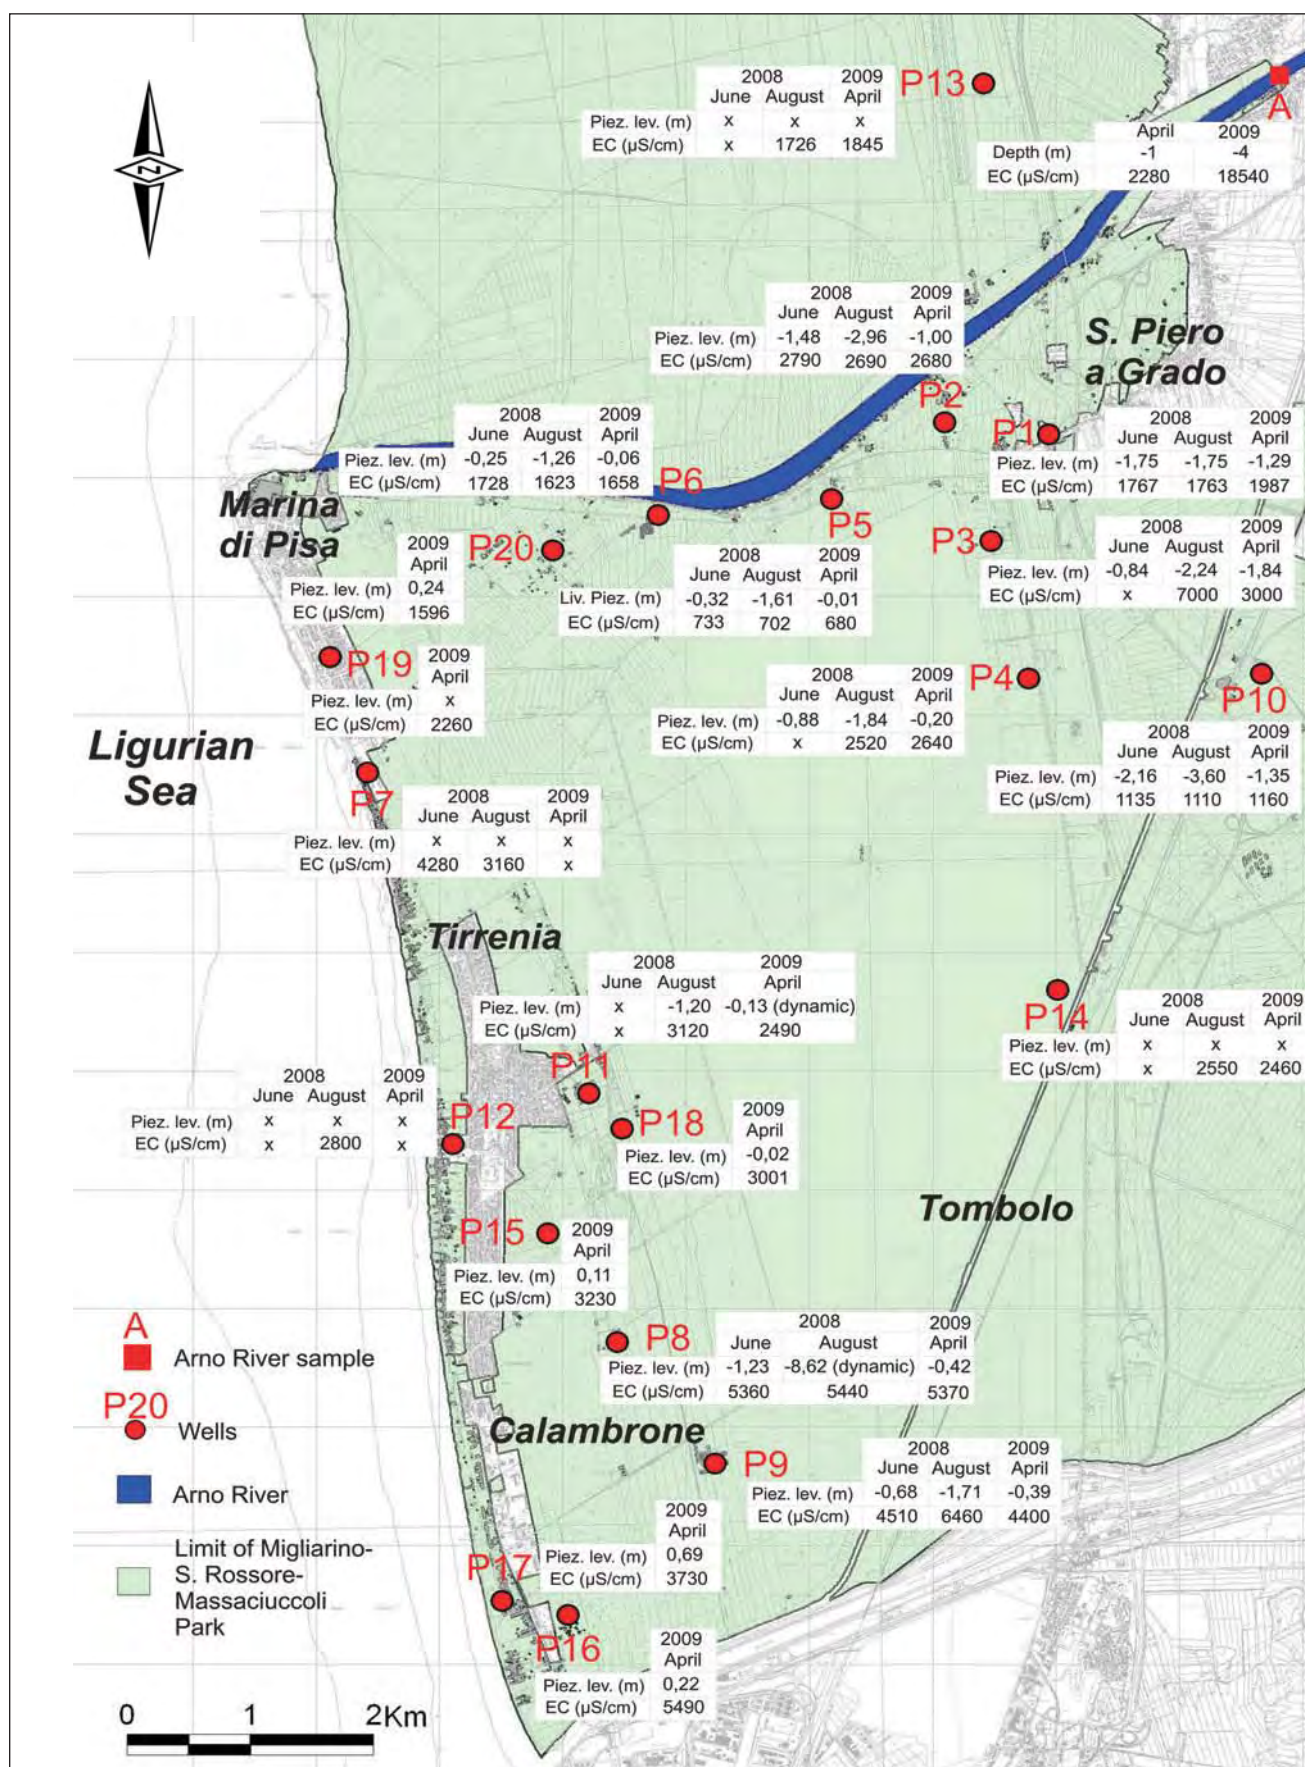 2008 2009
June August April
Piez. lev. (m) x x x
EC (µS/cm) x 1726 1845
P13
A
April 2009
Depth (m) -1 -4
EC (µS/cm) 2280 18540
N
2008 2009
June August April
Piez. lev. (m) -1,48 -2,96 -1,00
EC (µS/cm) 2790 2690 2680
S. Piero
a Grado
P2
P1
2008 2009
June August April
Piez. lev. (m) -1,75 -1,75 -1,29
EC (µS/cm) 1767 1763 1987
2008 2009
June August April
Piez. lev. (m) -0,25 -1,26 -0,06
EC (µS/cm) 1728 1623 1658
P6
P5
P3
Marina
di Pisa
P20
2008 2009
June August April
Piez. lev. (m) -0,84 -2,24 -1,84
EC (µS/cm) x 7000 3000
2009
April
Piez. lev. (m) 0,24
EC (µS/cm) 1596
2008 2009
June August April
Liv. Piez. (m) -0,32 -1,61 -0,01
EC (µS/cm) 733 702 680
P19
2009
April
Piez. lev. (m) x
EC (µS/cm) 2260
P4
2008 2009
June August April
Piez. lev. (m) -0,88 -1,84 -0,20
EC (µS/cm) x 2520 2640
P10
2008 2009
June August April
Piez. lev. (m) -2,16 -3,60 -1,35
EC (µS/cm) 1135 1110 1160
Ligurian
Sea
P7
2008 2009
June August April
Piez. lev. (m) x x x
EC (µS/cm) 4280 3160 x
Tirrenia
2008 2009
June August April
Piez. lev. (m) x -1,20 -0,13 (dynamic)
EC (µS/cm) x 3120 2490
P14
2008 2009
June August April
Piez. lev. (m) x x x
EC (µS/cm) x 2550 2460
P11
2008 2009
June August April
Piez. lev. (m) x x x
EC (µS/cm) x 2800 x
P12
P18
2009
April
Piez. lev. (m) -0,02
EC (µS/cm) 3001
Tombolo
P15
2009
April
Piez. lev. (m) 0,11
EC (µS/cm) 3230
P8
2008 2009
June August April
Piez. lev. (m) -1,23 -8,62 (dynamic) -0,42
EC (µS/cm) 5360 5440 5370
Calambrone
P9
2008 2009
June August April
Piez. lev. (m) -0,68 -1,71 -0,39
EC (µS/cm) 4510 6460 4400
2009
April
Piez. lev. (m) 0,69
EC (µS/cm) 3730
P17
P16
2009
April
Piez. lev. (m) 0,22
EC (µS/cm) 5490
A
Arno River sample
P20
Wells
Arno River
Limit of Migliarino-
S. Rossore-
Massaciuccoli
Park
0 1 2Km